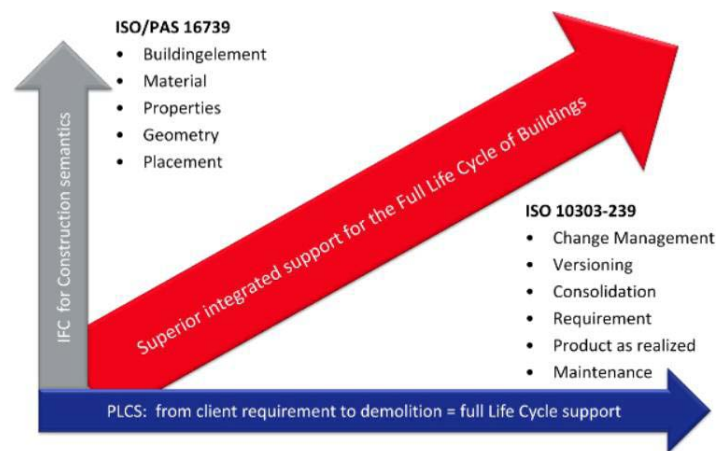 ISO/PAS 16739
• Buildingelement
• Material
• Properties
• Geometry
• Placement
IFC for Construction semantics
Superior integrated support for the Full Life Cycle of Buildings
ISO 10303-239
• Change Management
• Versioning
• Consolidation
• Requirement
• Product as realized
• Maintenance
PLCS: from client requirement to demolition = full Life Cycle support